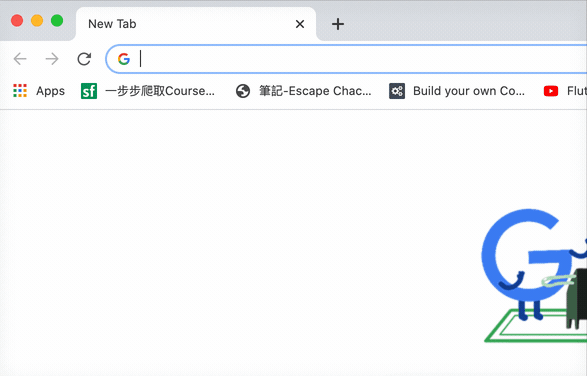 New Tab
Apps
一步步爬取Course...
筆記-Escape Chac...
Build your own Co...
Flut